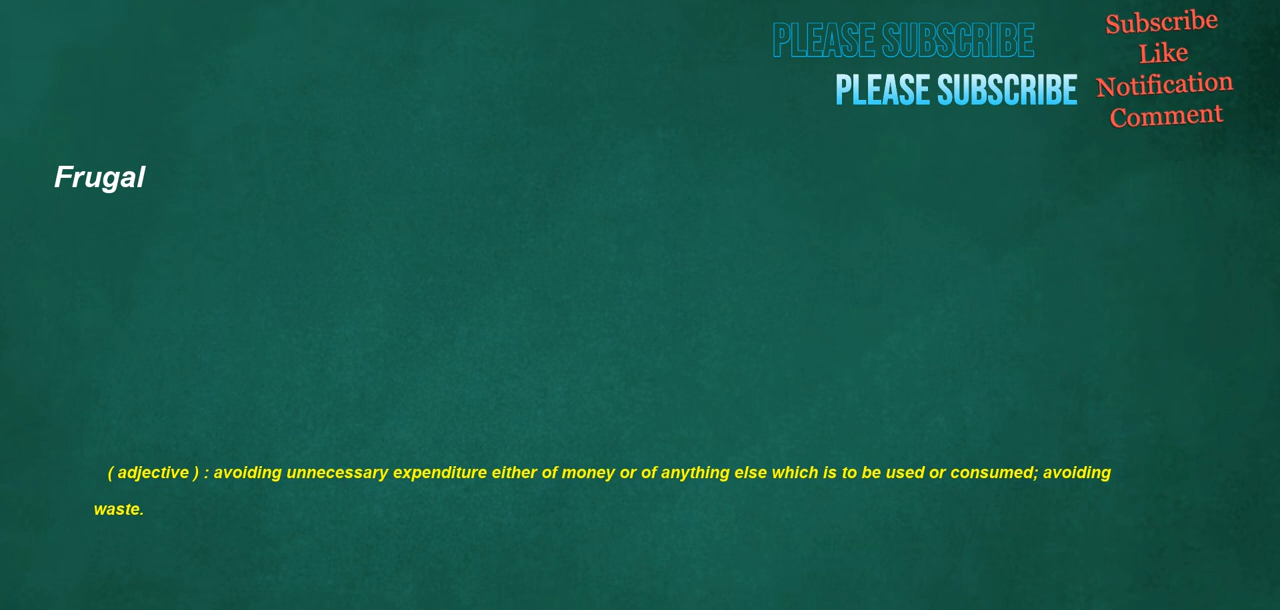 PLEASE SUBSCRIBE
PLEASE SUBSCRIBE
Subscribe
Like
Notification
Comment
Frugal
( adjective ) : avoiding unnecessary expenditure either of money or of anything else which is to be used or consumed; avoiding
waste.